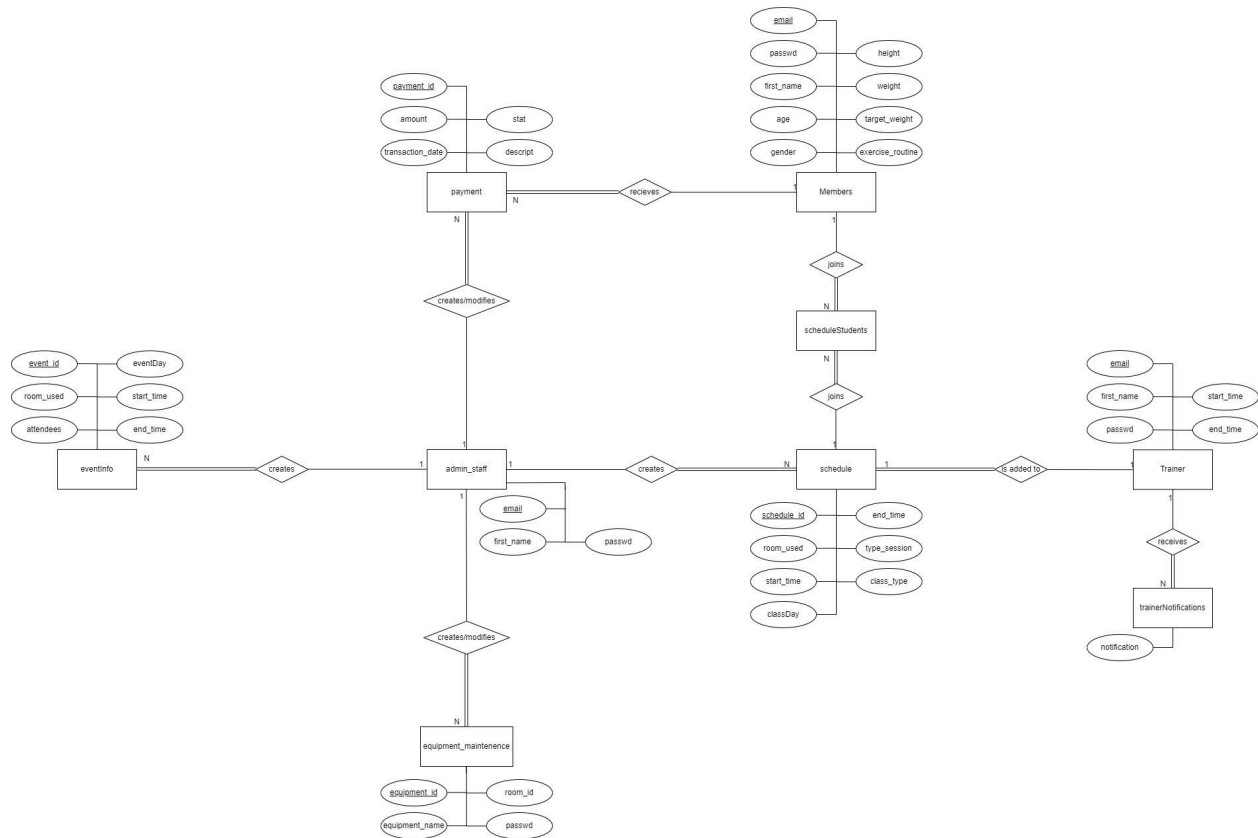 email
passwd
height
first_name
weight
age
target_weight
gender
exercise_routine
payment_id
amount
stat
transaction_date
descript
payment
N
recieves
1
Members
N
1
joins
creates/modifies
N
scheduleStudents
N
joins
event_id
eventDay
room_used
start_time
attendees
end_time
email
first_name
start_time
passwd
end_time
1
1
eventInfo
N
creates
1
admin_staff
1
creates
N
schedule
1
is added to
1
Trainer
1
1
email
first_name
passwd
schedule_id
end_time
room_used
type_session
start_time
class_type
classDay
receives
N
trainerNotifications
notification
creates/modifies
N
equipment_maintenence
equipment_id
room_id
equipment_name
passwd